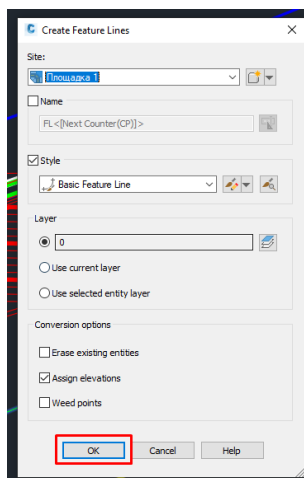 Create Feature Lines
Site:
Площадка 1
Name
FL<[Next Counter(CP)]>
Style
Basic Feature Line
Layer
0
Use current layer
Use selected entity layer
Conversion options
Erase existing entities
Assign elevations
Weed points
OK Cancel Help